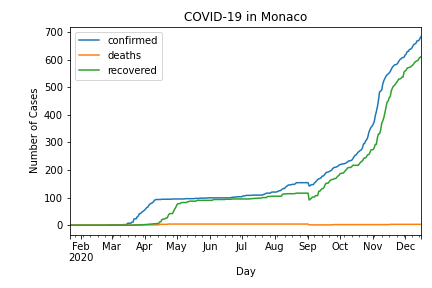 COVID-19 in Monaco
700
600
500
400
300
200
100
0
Number of Cases
confirmed
deaths
recovered
Feb Mar Apr May Jun Jul Aug Sep Oct Nov Dec
2020
Day